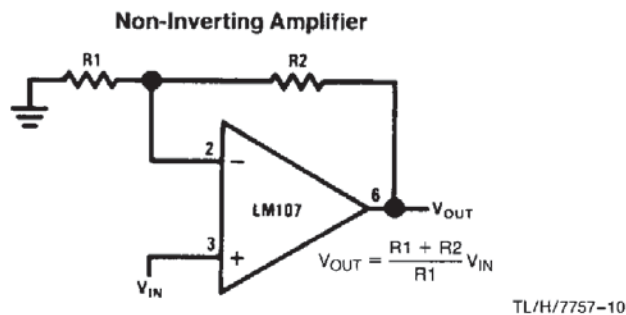 Non-Inverting Amplifier
R1
R2
2
−
6
LM107
VOUT
3
+
VIN
VOUT = R1 + R2 / R1 VIN
TL/H/7757–10